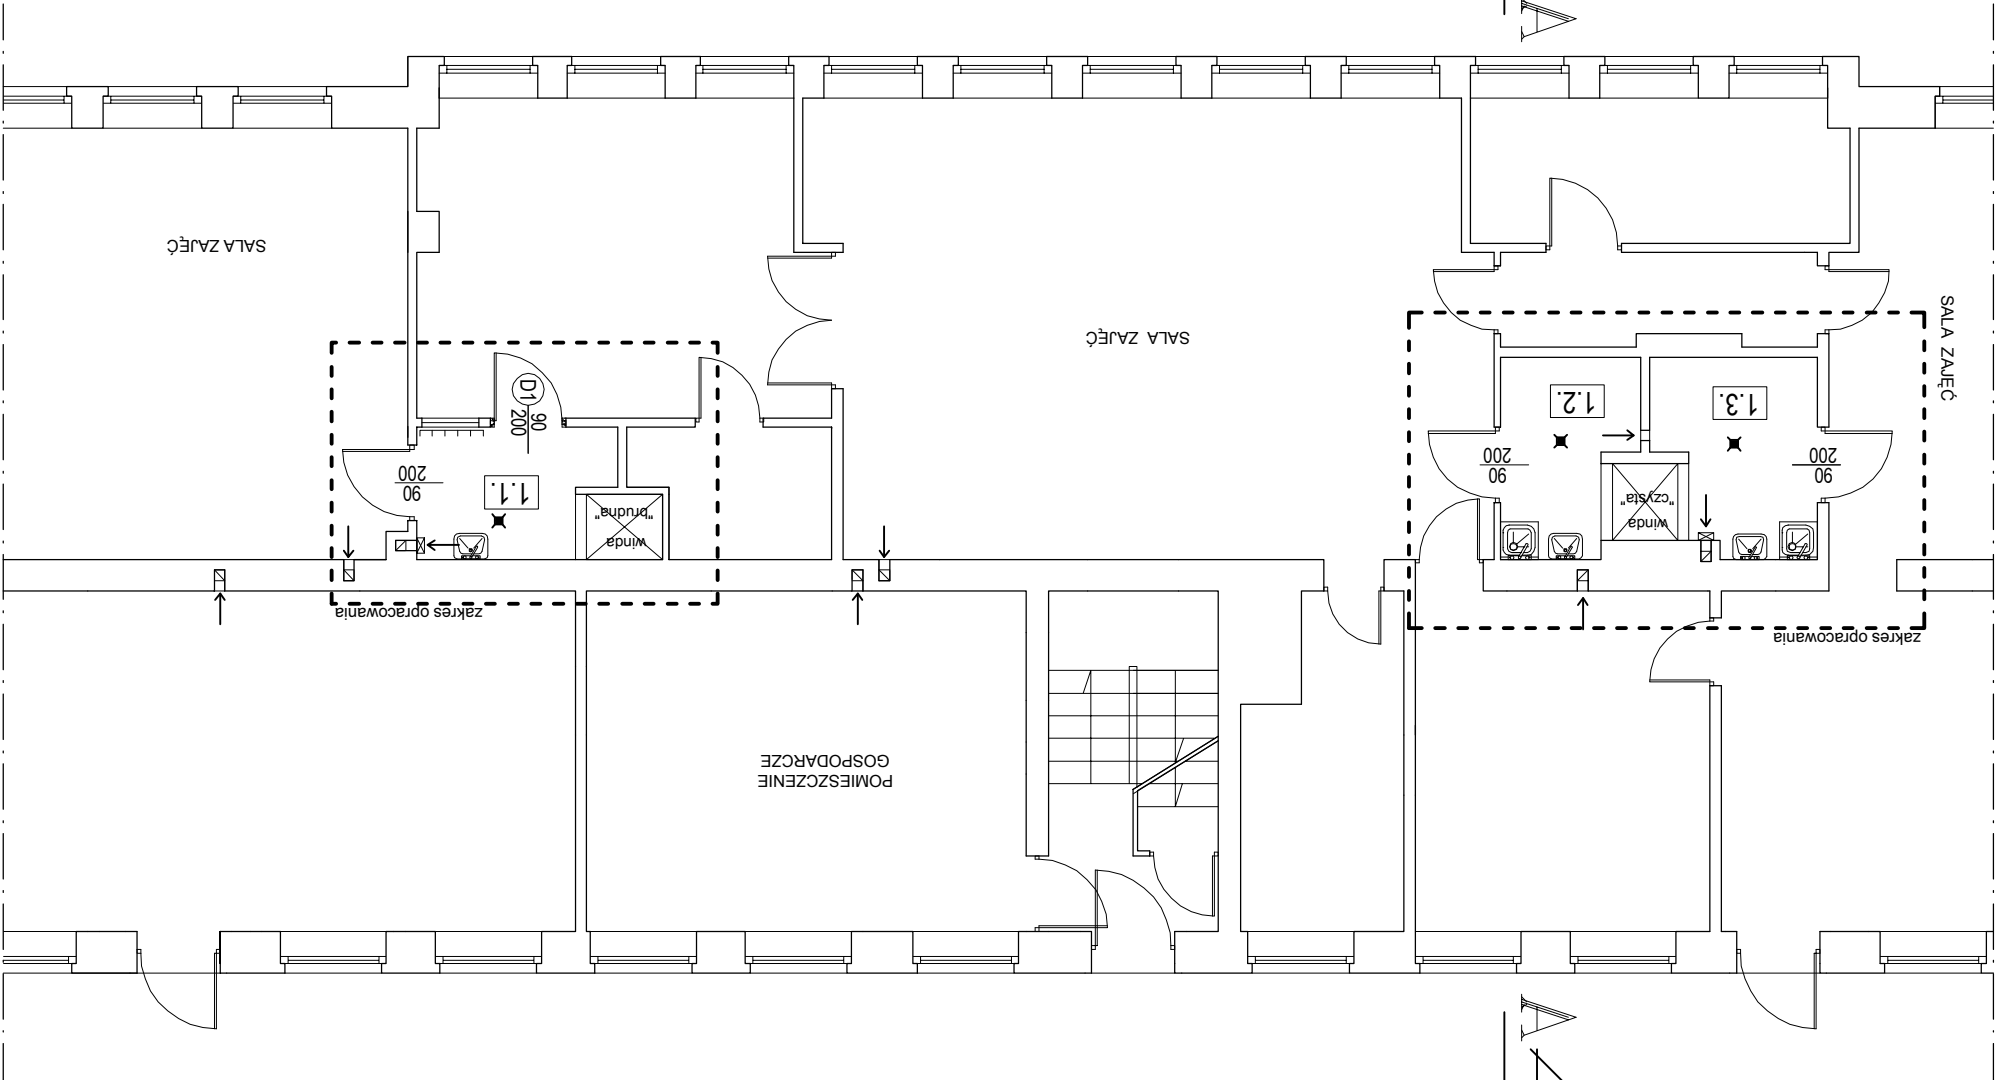 A
POMIESZCZENIE
GOSPODARCZE
zakres opracowania
zakres opracowania
winda
"czysta"
winda
"brudna"
90
200
90
200
90
200
1.3.
1.2.
1.1.
D1
90
200
SALA ZAJĘĆ
SALA ZAJĘĆ
SALA ZAJĘĆ
A